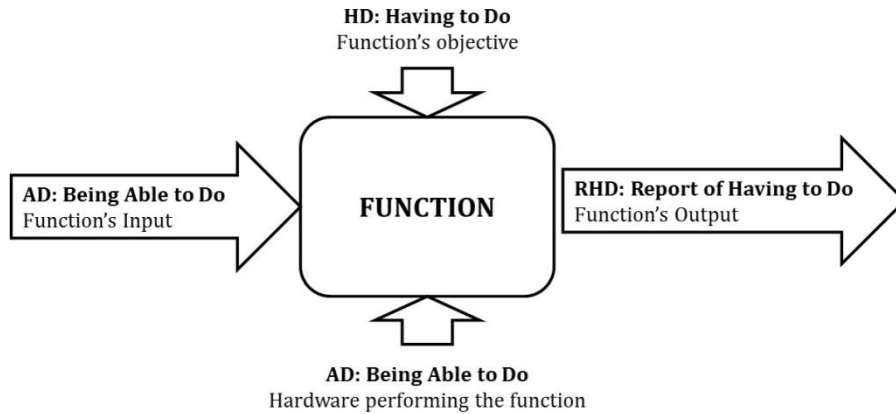 HD: Having to Do
Function's objective
AD: Being Able to Do
Function's Input
FUNCTION
RHD: Report of Having to Do
Function's Output
AD: Being Able to Do
Hardware performing the function